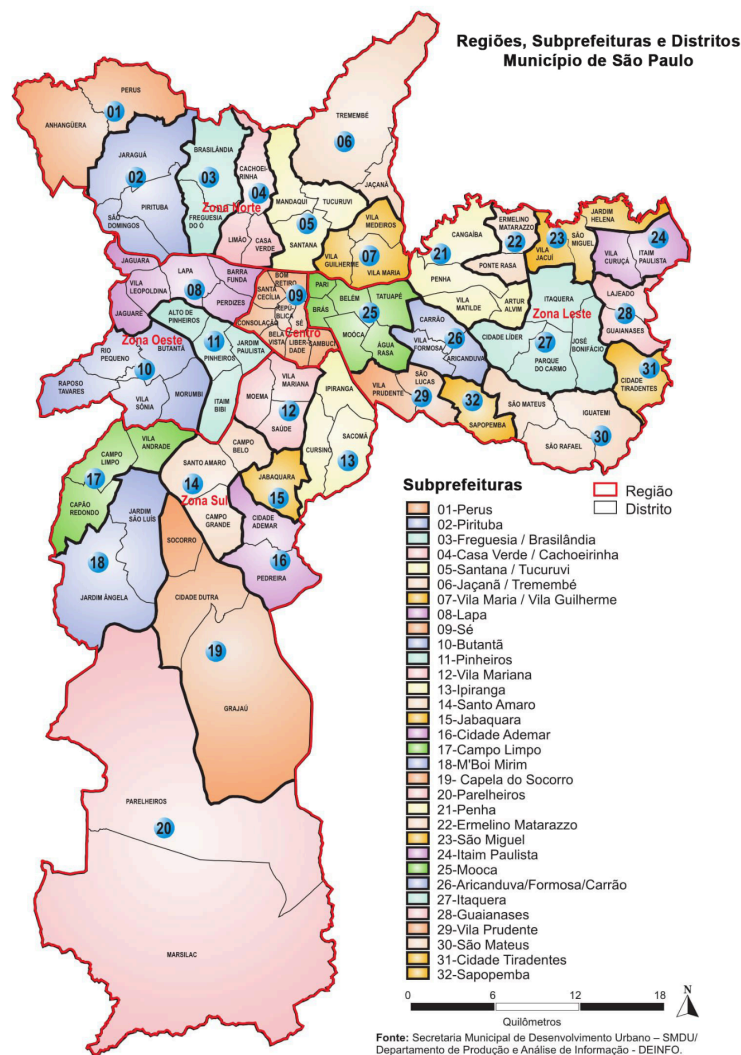 Regiões, Subprefeituras e Distritos
Município de São Paulo
PERUS
01
ANHANGÜERA
TREMEMBÉ
06
JAÇANÃ
JARAGUÁ
02
PIRITUBA
SÃO
DOMINGOS
BRASILÂNDIA
03
Zona Norte
FREGUESIA
DO Ó
CACHOEI-
RINHA
04
LIMÃO
CASA
VERDE
MANDAQUI
TUCURUVI
05
SANTANA
VILA
MEDEIROS
07
VILA
GUILHERME
VILA MARIA
CANGAÍBA
21
PENHA
VILA
MATILDE
ARTUR
ALVIM
ERMELINO
MATARAZZO
22
PONTE RASA
JARDIM
HELENA
23
SÃO
MIGUEL
VILA
JACUÍ
24
VILA
CURUÇÁ
ITAIM
PAULISTA
JAGUARA
LAPA
08
VILA
LEOPOLDINA
BARRA
FUNDA
PERDIZES
JAGUARÉ
BOM
RETIRO
09
SANTA
CECÍLIA
REPÚ-
BLICA
SÉ
CONSOLAÇÃO
Centro
BELA
VISTA
LIBER-
DADE
CAMBUCI
PARI
BELÉM
TATUAPÉ
BRÁS
25
MOOCA
ÁGUA
RASA
CARRÃO
26
VILA
FORMOSA
ARICANDUVA
ITAQUERA
Zona Leste
CIDADE LÍDER
27
JOSÉ
BONIFÁCIO
PARQUE
DO CARMO
LAJEADO
28
GUAIANASES
31
CIDADE
TIRADENTES
ALTO DE
PINHEIROS
11
PINHEIROS
JARDIM
PAULISTA
ITAIM
BIBI
Zona Oeste
RIO
PEQUENO
BUTANTÃ
10
RAPOSO
TAVARES
MORUMBI
VILA
SÔNIA
VILA
MARIANA
MOEMA
12
SAÚDE
IPIRANGA
CURSINO
SACOMÃ
13
VILA
PRUDENTE
SÃO
LUCAS
29
32
SAPOPEMBA
SÃO MATEUS
IGUATEMI
30
SÃO RAFAEL
VILA
ANDRADE
CAMPO
LIMPO
17
CAPÃO
REDONDO
CAMPO
BELO
SANTO AMARO
14
Zona Sul
CAMPO
GRANDE
JABAQUARA
15
CIDADE
ADEMAR
16
PEDREIRA
JARDIM
SÃO LUÍS
18
JARDIM ÂNGELA
SOCORRO
CIDADE DUTRA
19
GRAJAÚ
PARELHEIROS
20
MARSILAC
Subprefeituras
Região
Distrito
01-Perus
02-Pirituba
03-Freguesia / Brasilândia
04-Casa Verde / Cachoeirinha
05-Santana / Tucuruvi
06-Jaçanã / Tremembé
07-Vila Maria / Vila Guilherme
08-Lapa
09-Sé
10-Butantã
11-Pinheiros
12-Vila Mariana
13-Ipiranga
14-Santo Amaro
15-Jabaquara
16-Cidade Ademar
17-Campo Limpo
18-M'Boi Mirim
19- Capela do Socorro
20-Parelheiros
21-Penha
22-Ermelino Matarazzo
23-São Miguel
24-Itaim Paulista
25-Mooca
26-Aricanduva/Formosa/Carrão
27-Itaquera
28-Guaianases
29-Vila Prudente
30-São Mateus
31-Cidade Tiradentes
32-Sapopemba
0 6 12 18
Quilômetros
N
Fonte: Secretaria Municipal de Desenvolvimento Urbano – SMDU/
Departamento de Produção e Análise de Informação - DEINFO.